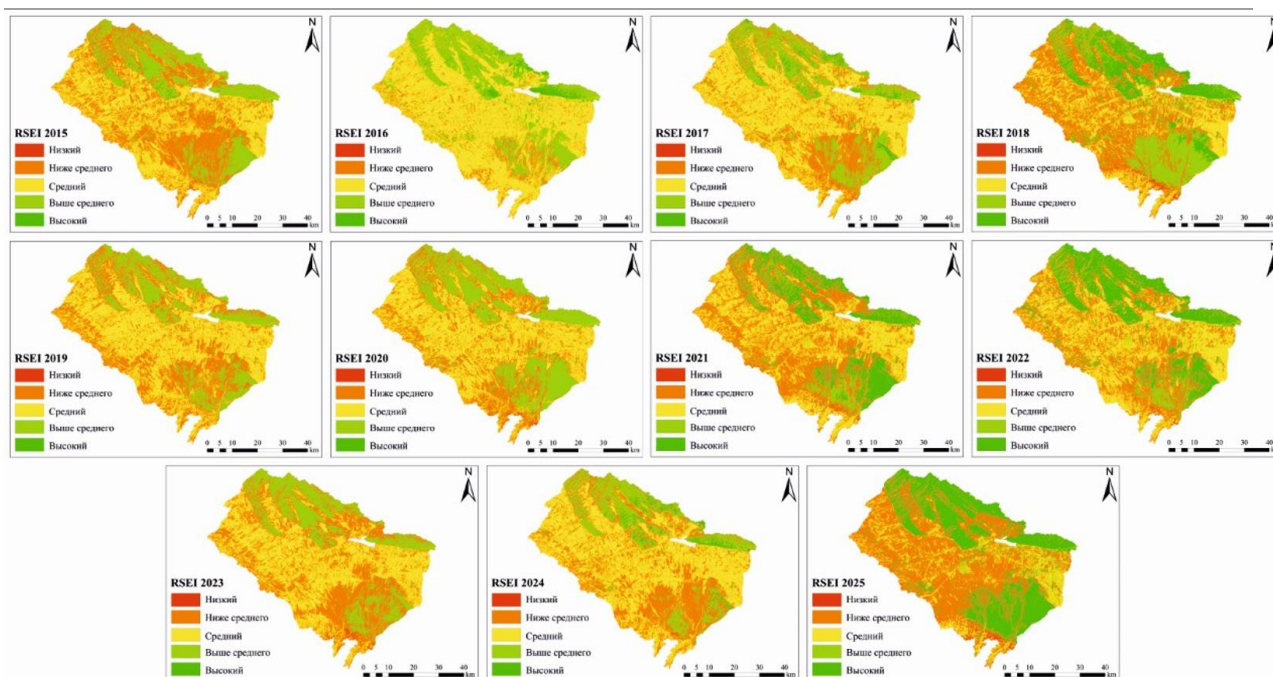 N
RSEI 2015
Низкий
Ниже среднего
Средний
Выше среднего
Высокий
0 5 10 20 30 40
km
N
RSEI 2016
Низкий
Ниже среднего
Средний
Выше среднего
Высокий
0 5 10 20 30 40
km
N
RSEI 2017
Низкий
Ниже среднего
Средний
Выше среднего
Высокий
0 5 10 20 30 40
km
N
RSEI 2018
Низкий
Ниже среднего
Средний
Выше среднего
Высокий
0 5 10 20 30 40
km
N
RSEI 2019
Низкий
Ниже среднего
Средний
Выше среднего
Высокий
0 5 10 20 30 40
km
N
RSEI 2020
Низкий
Ниже среднего
Средний
Выше среднего
Высокий
0 5 10 20 30 40
km
N
RSEI 2021
Низкий
Ниже среднего
Средний
Выше среднего
Высокий
0 5 10 20 30 40
km
N
RSEI 2022
Низкий
Ниже среднего
Средний
Выше среднего
Высокий
0 5 10 20 30 40
km
N
RSEI 2023
Низкий
Ниже среднего
Средний
Выше среднего
Высокий
0 5 10 20 30 40
km
N
RSEI 2024
Низкий
Ниже среднего
Средний
Выше среднего
Высокий
0 5 10 20 30 40
km
N
RSEI 2025
Низкий
Ниже среднего
Средний
Выше среднего
Высокий
0 5 10 20 30 40
km